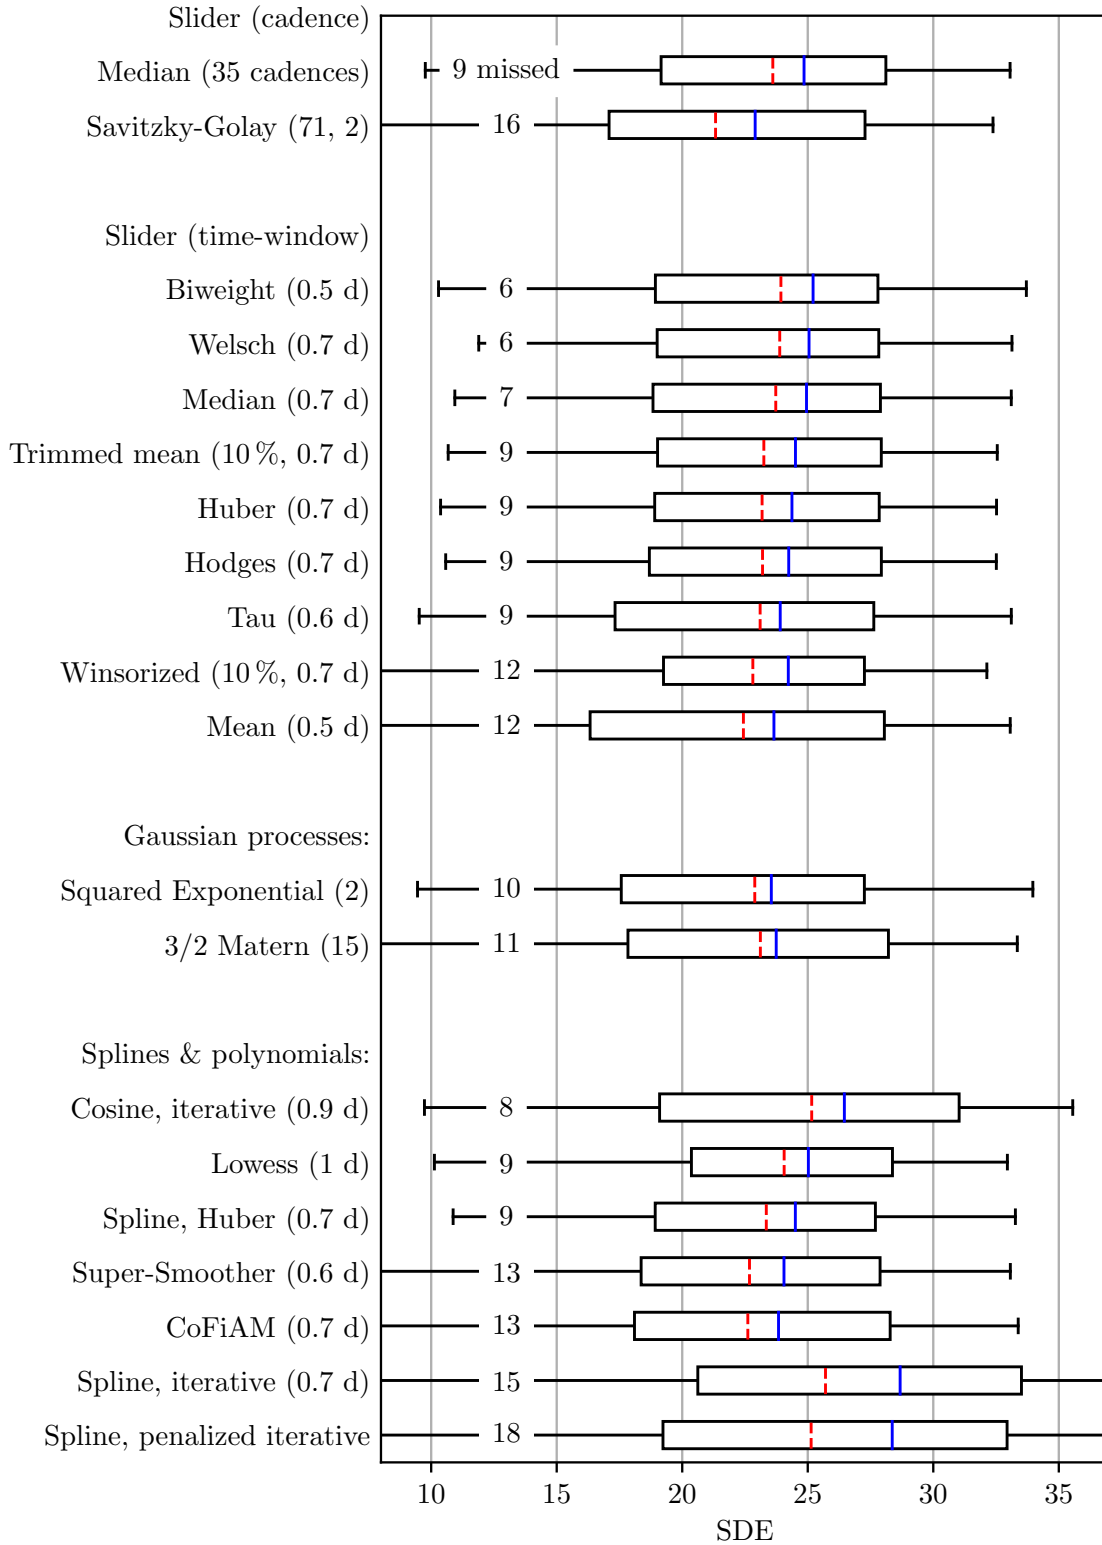 Slider (cadence)
Median (35 cadences) 9 missed
Savitzky-Golay (71, 2) 16
Slider (time-window)
Biweight (0.5 d) 6
Welsch (0.7 d) 6
Median (0.7 d) 7
Trimmed mean (10 %, 0.7 d) 9
Huber (0.7 d) 9
Hodges (0.7 d) 9
Tau (0.6 d) 9
Winsorized (10 %, 0.7 d) 12
Mean (0.5 d) 12
Gaussian processes:
Squared Exponential (2) 10
3/2 Matern (15) 11
Splines & polynomials:
Cosine, iterative (0.9 d) 8
Lowess (1 d) 9
Spline, Huber (0.7 d) 9
Super-Smoother (0.6 d) 13
CoFiAM (0.7 d) 13
Spline, iterative (0.7 d) 15
Spline, penalized iterative 18
10 15 20 25 30 35
SDE